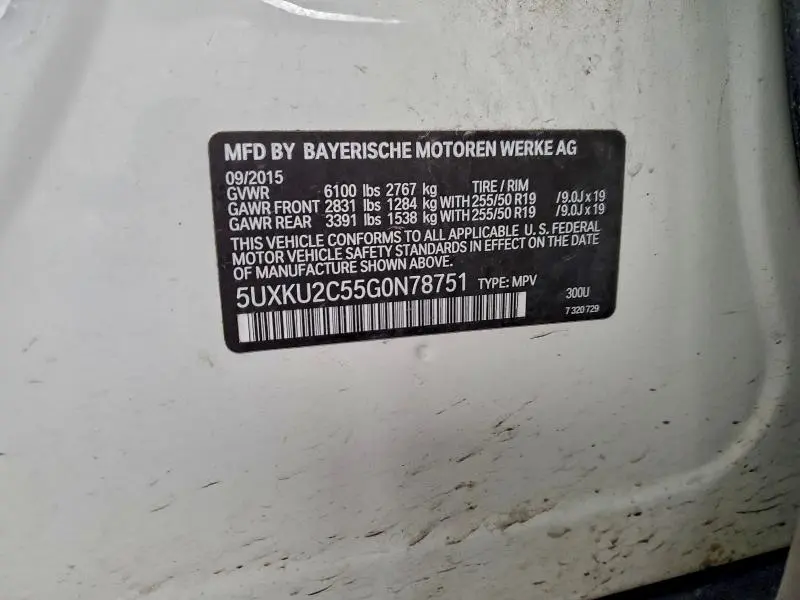 MFD BY BAYERISCHE MOTOREN WERKE AG
09/2015
GVWR 6100 lbs 2767 kg TIRE / RIM
GAWR FRONT 2831 lbs 1284 kg WITH 255/50 R19 /9.0J x 19
GAWR REAR 3391 lbs 1538 kg WITH 255/50 R19 /9.0J x 19
THIS VEHICLE CONFORMS TO ALL APPLICABLE U.S. FEDERAL
MOTOR VEHICLE SAFETY STANDARDS IN EFFECT ON THE DATE
OF MANUFACTURE SHOWN ABOVE.
5UXKU2C55G0N78751 TYPE: MPV 300U
7 320 729